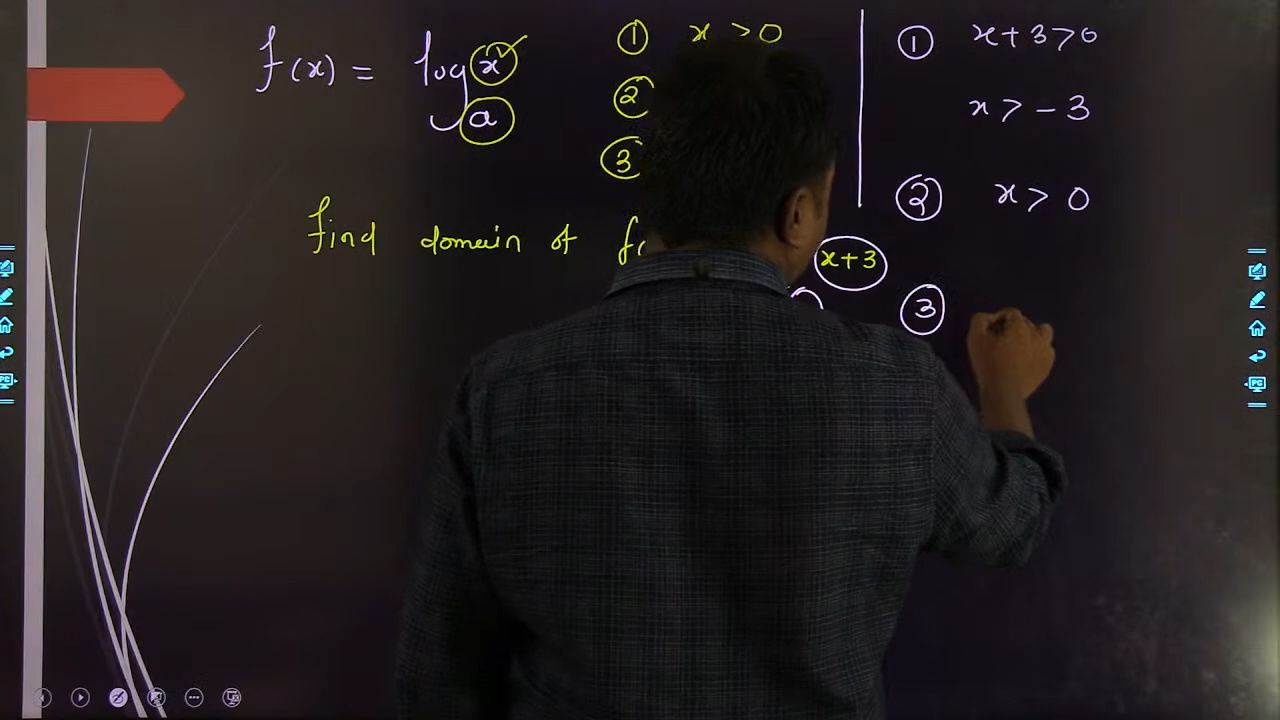 f(x) = log x
a
① x > 0
②
③
find domain of f(
x+3
① x+3>0
x > -3
② x > 0
③